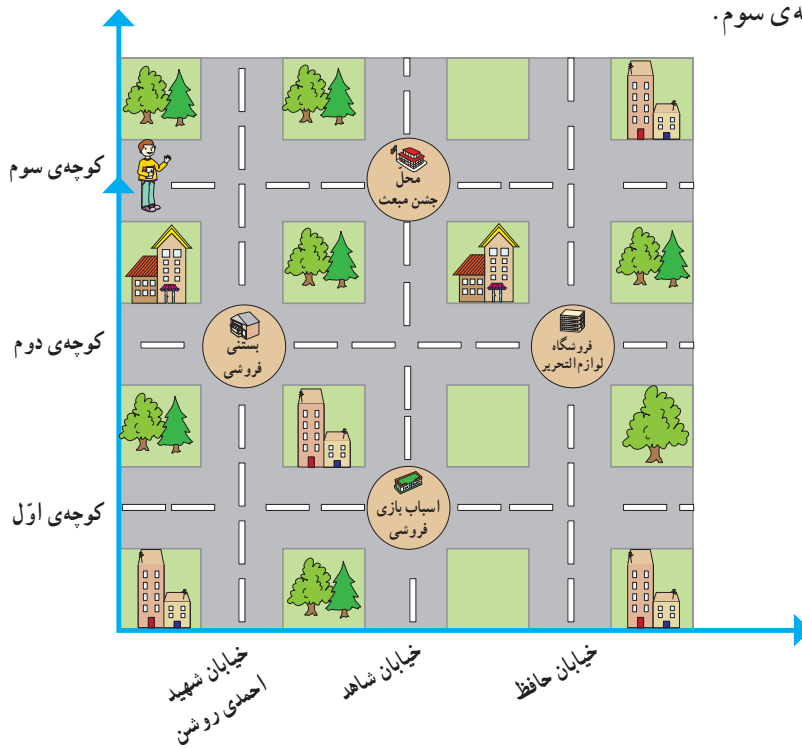 ه‌ی سوم.
کوچه‌ی سوم
محلّ
جشن مبعث
کوچه‌ی دوم
بستنی
فروشی
فروشگاه
لوازم‌التحریر
کوچه‌ی اوّل
اسباب بازی
فروشی
خیابان شهید
احمدی روشن
خیابان شاهد
خیابان حافظ